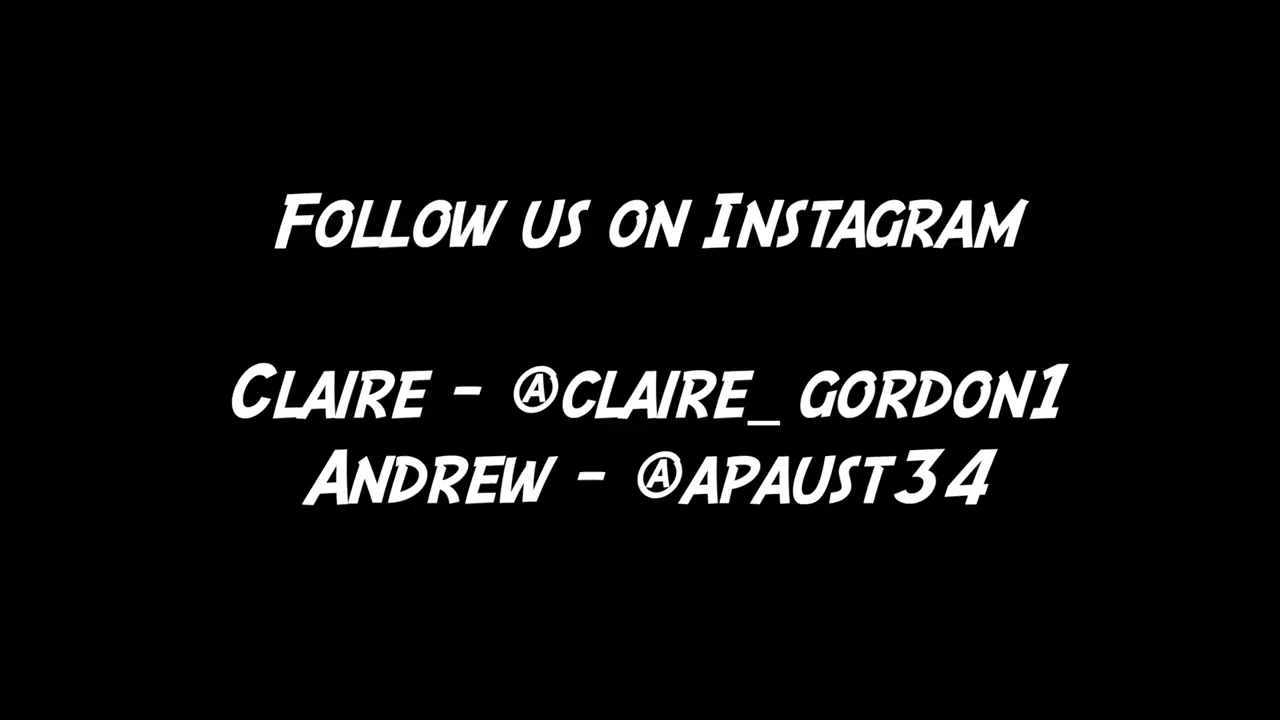 Follow us on Instagram
Claire - @claire_gordon1
Andrew - @apaust34